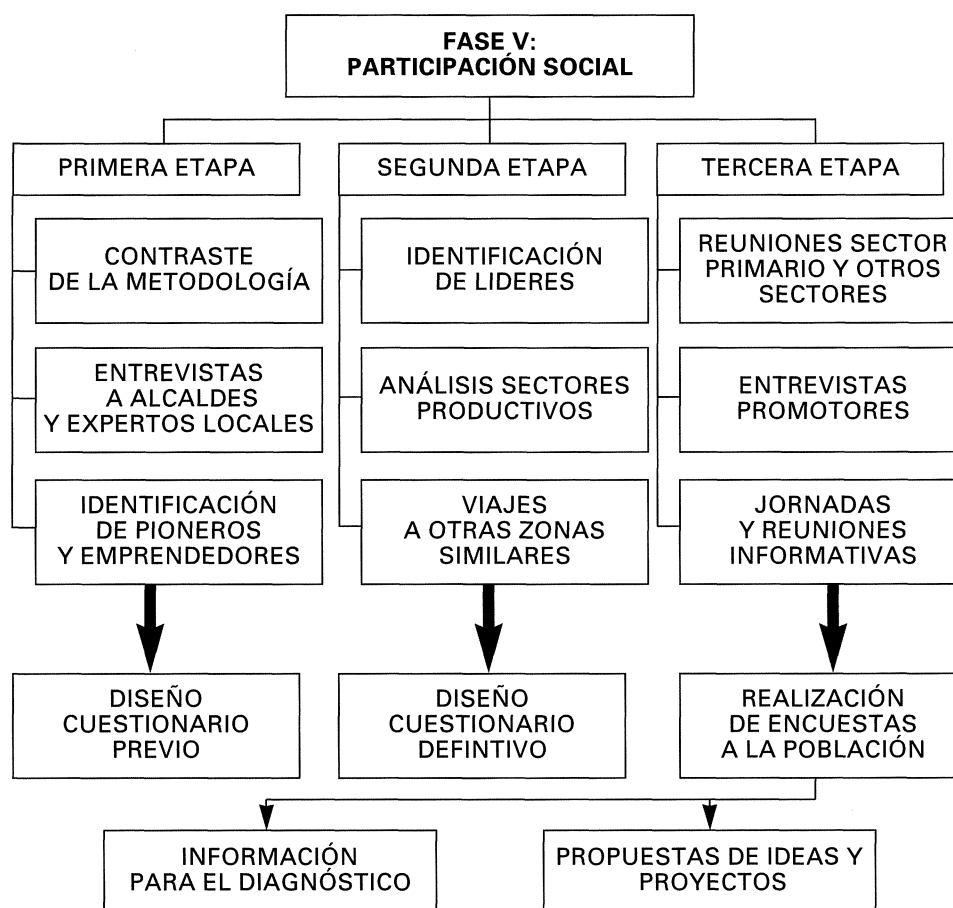 FASE V:
PARTICIPACIÓN SOCIAL
PRIMERA ETAPA
SEGUNDA ETAPA
TERCERA ETAPA
CONTRASTE
DE LA METODOLOGÍA
IDENTIFICACIÓN
DE LIDERES
REUNIONES SECTOR
PRIMARIO Y OTROS
SECTORES
ENTREVISTAS
A ALCALDES
Y EXPERTOS LOCALES
ANÁLISIS SECTORES
PRODUCTIVOS
ENTREVISTAS
PROMOTORES
IDENTIFICACIÓN
DE PIONEROS
Y EMPRENDEDORES
VIAJES
A OTRAS ZONAS
SIMILARES
JORNADAS
Y REUNIONES
INFORMATIVAS
DISEÑO
CUESTIONARIO
PREVIO
DISEÑO
CUESTIONARIO
DEFINTIVO
REALIZACIÓN
DE ENCUESTAS
A LA POBLACIÓN
INFORMACIÓN
PARA EL DIAGNÓSTICO
PROPUESTAS DE IDEAS Y
PROYECTOS